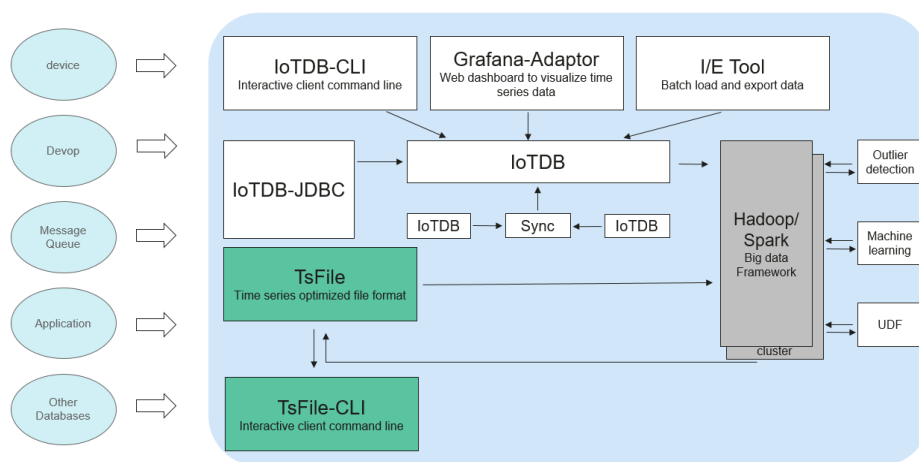 device
Devop
Message
Queue
Application
Other
Databases
IoTDB-CLI
Interactive client command line
Grafana-Adaptor
Web dashboard to visualize time
series data
I/E Tool
Batch load and export data
IoTDB-JDBC
IoTDB
IoTDB
Sync
IoTDB
TsFile
Time series optimized file format
TsFile-CLI
Interactive client command line
Hadoop/
Spark
Big data
Framework
cluster
Outlier
detection
Machine
learning
UDF